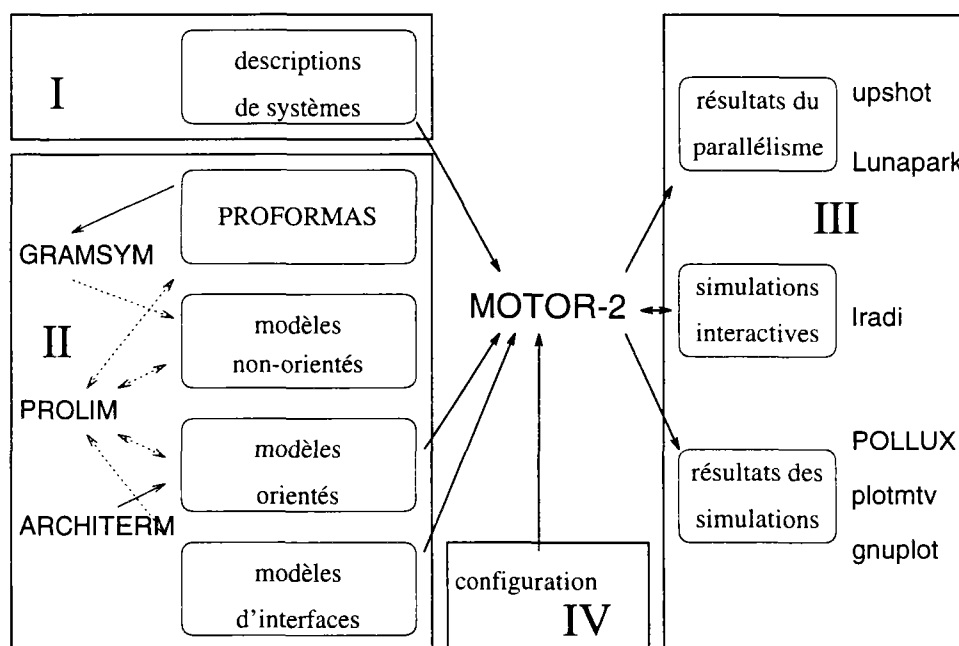 I
descriptions
de systèmes
II
PROFORMAS
GRAMSYM
modèles
non-orientés
PROLIM
modèles
orientés
ARCHITERM
modèles
d'interfaces
MOTOR-2
configuration
IV
résultats du
parallélisme
upshot
Lunapark
III
simulations
interactives
Iradi
résultats des
simulations
POLLUX
plotmtv
gnuplot